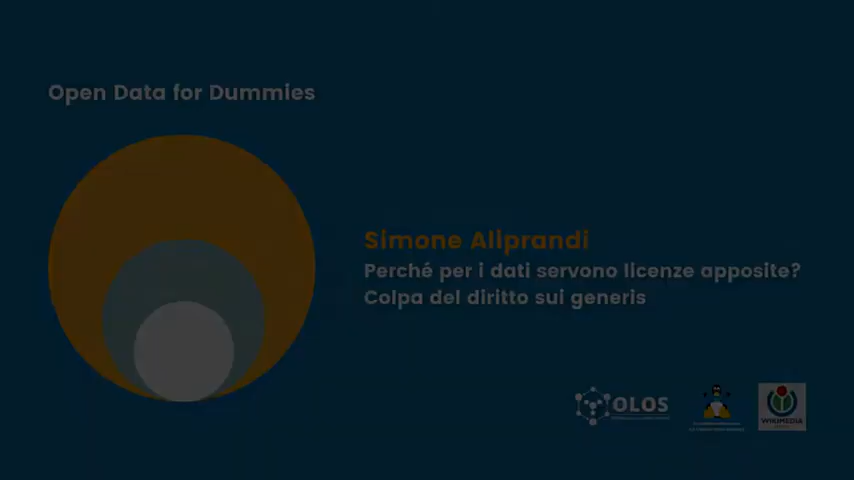 Open Data for Dummies
Simone Aliprandi
Perché per i dati servono licenze apposite?
Colpa del diritto sui generis
OLOS
WIKIMEDIA